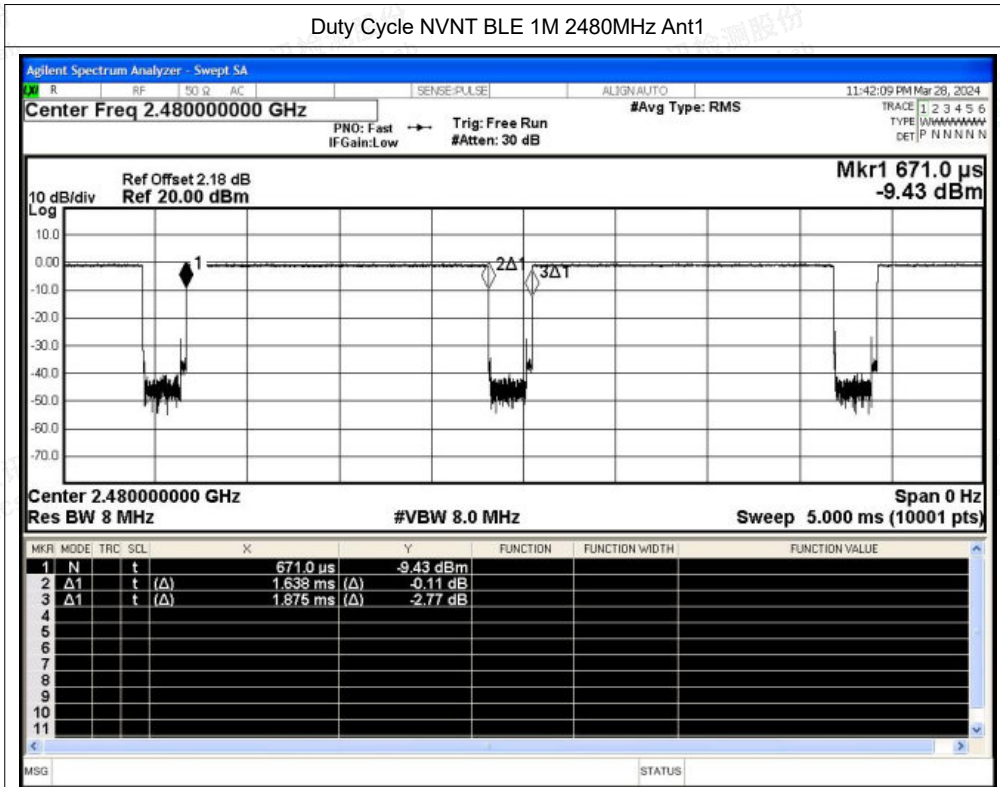 Duty Cycle NVNT BLE 1M 2480MHz Ant1
Agilent Spectrum Analyzer - Swept SA
R RF 50 Ω AC SENSE:PULSE ALIGN AUTO 11:42:09 PM Mar 28, 2024
Center Freq 2.480000000 GHz #Avg Type: RMS TRACE 1 2 3 4 5 6
PNO: Fast Trig: Free Run TYPE
IFGain:Low #Atten: 30 dB DET P N N N N N
Mkr1 671.0 µs
Ref Offset 2.18 dB
10 dB/div Ref 20.00 dBm -9.43 dBm
Log
10.0
0.00
1 2Δ1 3Δ1
-10.0
-20.0
-30.0
-40.0
-50.0
-60.0
-70.0
Center 2.480000000 GHz Span 0 Hz
Res BW 8 MHz #VBW 8.0 MHz Sweep 5.000 ms (10001 pts)
MKR MODE TRC SCL X Y FUNCTION FUNCTION WIDTH FUNCTION VALUE
1 N t 671.0 µs -9.43 dBm
2 Δ1 t (Δ) 1.638 ms (Δ) -0.11 dB
3 Δ1 t (Δ) 1.875 ms (Δ) -2.77 dB
4
5
6
7
8
9
10
11
MSG STATUS